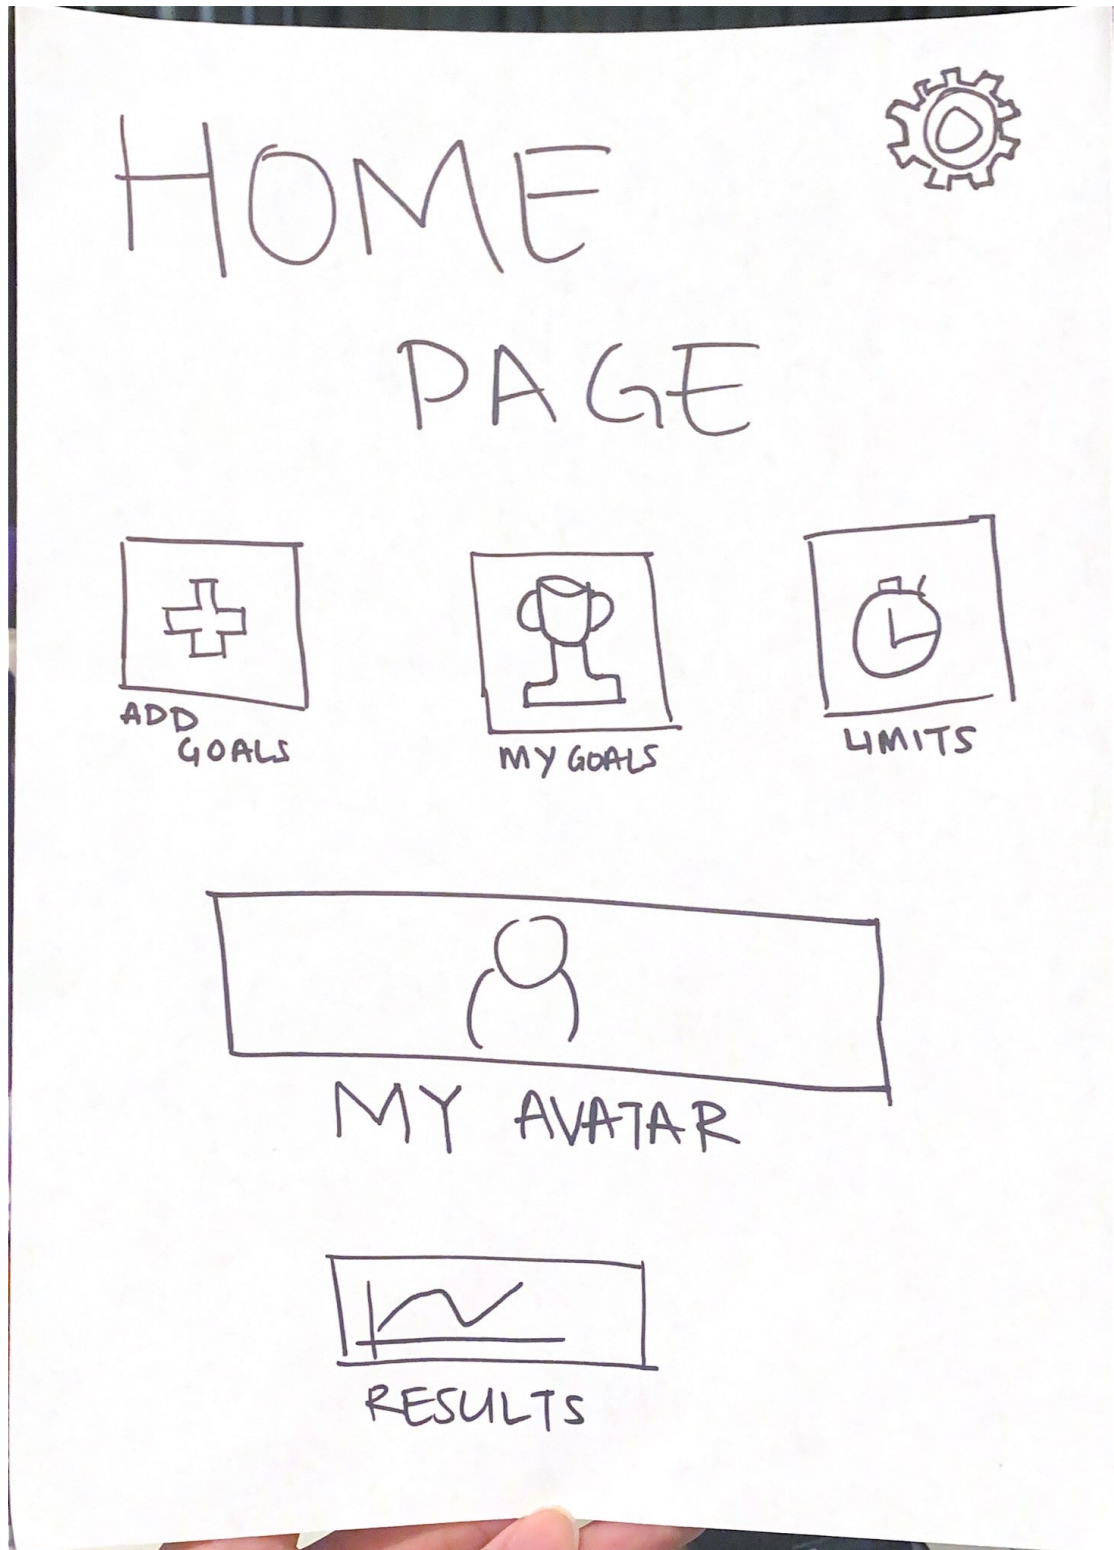 HOME
PAGE
ADD
GOALS
MY GOALS
LIMITS
MY AVATAR
RESULTS